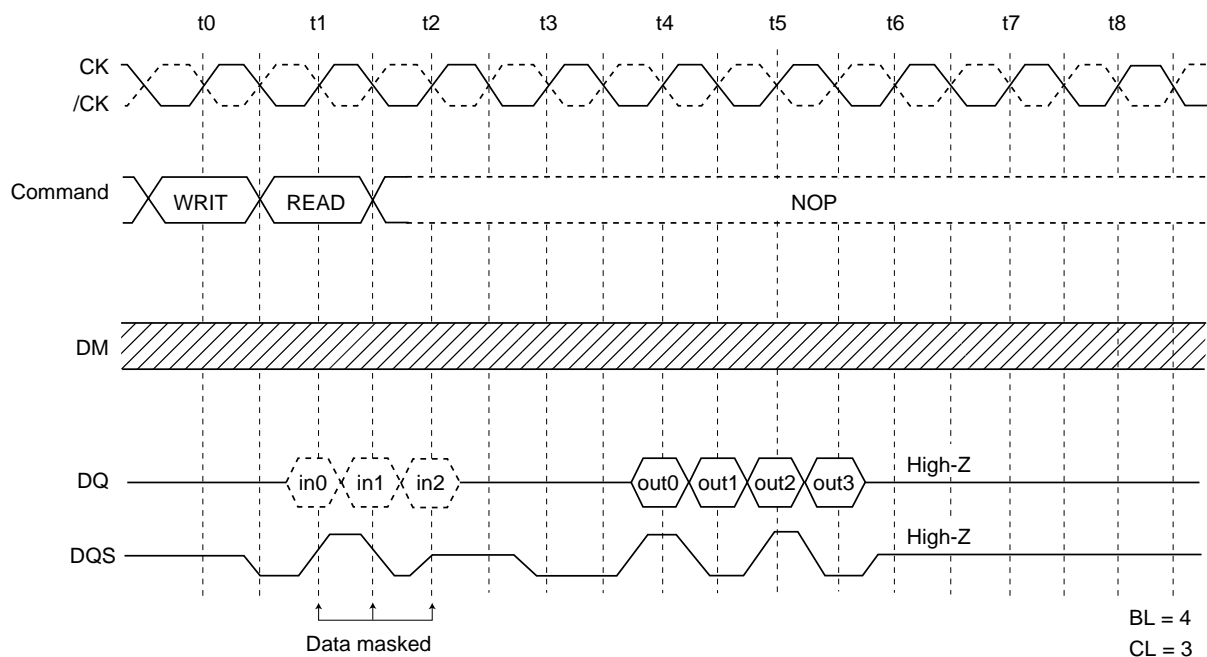 t0 t1 t2 t3 t4 t5 t6 t7 t8
CK
/CK
Command WRIT READ NOP
DM
DQ in0 in1 in2 out0 out1 out2 out3 High-Z
DQS High-Z
Data masked
BL = 4
CL = 3